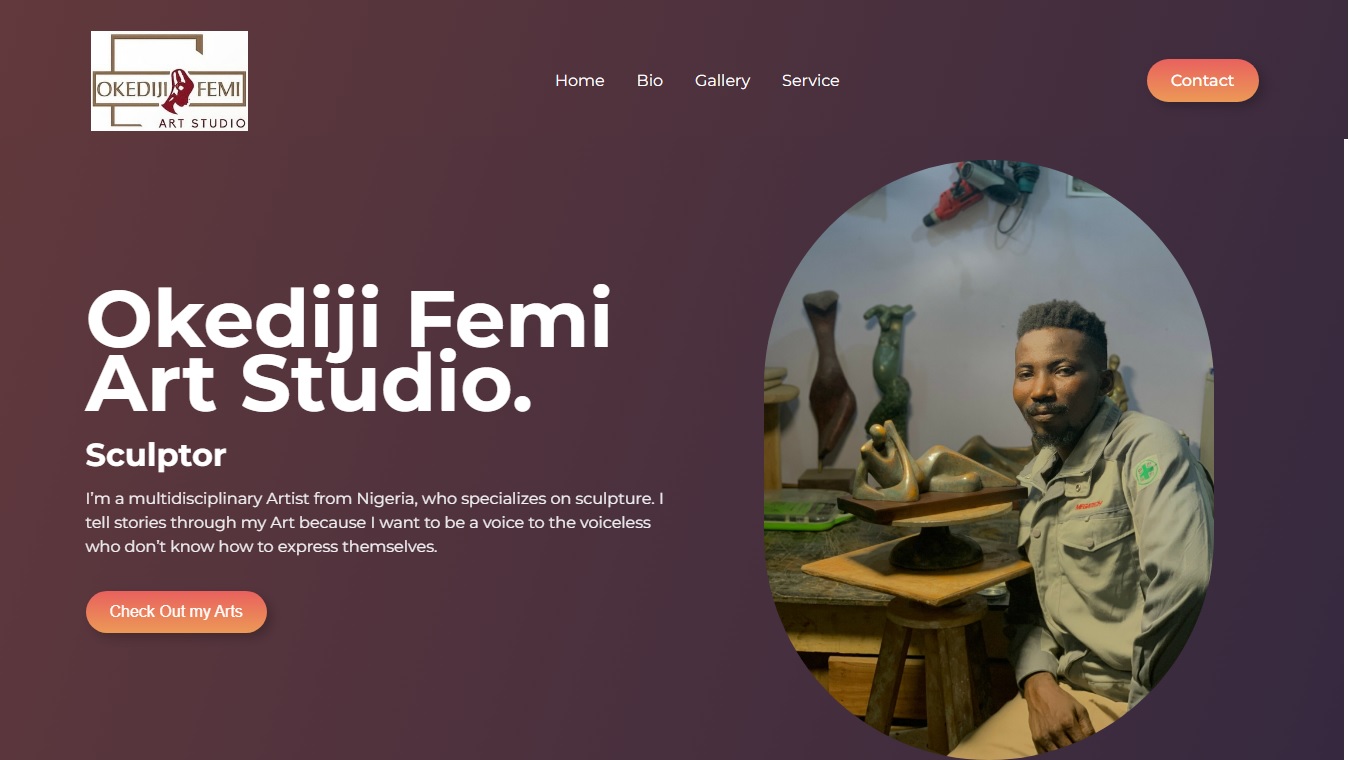 OKEDIJI FEMI
ART STUDIO
Home Bio Gallery Service
Contact
Okediji Femi
Art Studio.
Sculptor
I’m a multidisciplinary Artist from Nigeria, who specializes on sculpture. I
tell stories through my Art because I want to be a voice to the voiceless
who don’t know how to express themselves.
Check Out my Arts